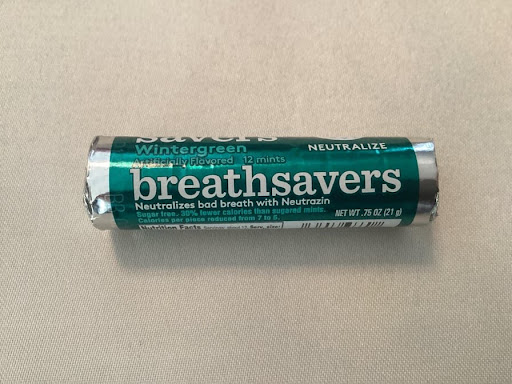 savers
Wintergreen
NEUTRALIZE
Artificially Flavored 12 mints
breathsavers
Neutralizes bad breath with Neutrazin
Sugar free. 35% fewer calories than sugared mints.
Calories per piece reduced from 7 to 5.
NET WT .75 OZ (21 g)
Nutrition Facts